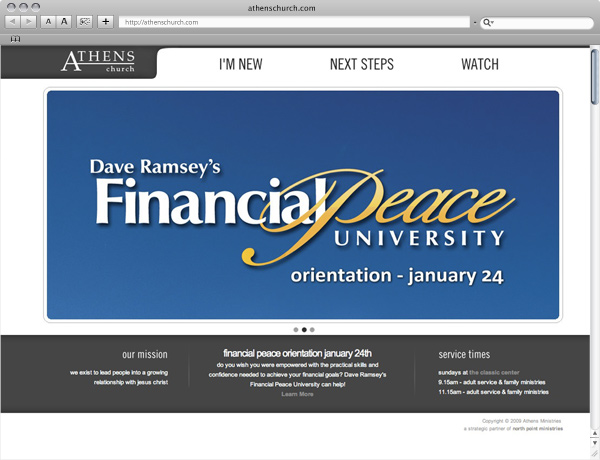 athenschurch.com
A A +
http://athenschurch.com
ATHENS
church
I'M NEW NEXT STEPS WATCH
Dave Ramsey's
Financial Peace
UNIVERSITY
orientation - january 24
our mission
we exist to lead people into a growing
relationship with jesus christ
financial peace orientation january 24th
do you wish you were empowered with the practical skills and
confidence needed to achieve your financial goals? Dave Ramsey's
Financial Peace University can help!
Learn More
service times
sundays at the classic center
9.15am - adult service & family ministries
11.15am - adult service & family ministries
Copyright © 2009 Athens Ministries
a strategic partner of north point ministries